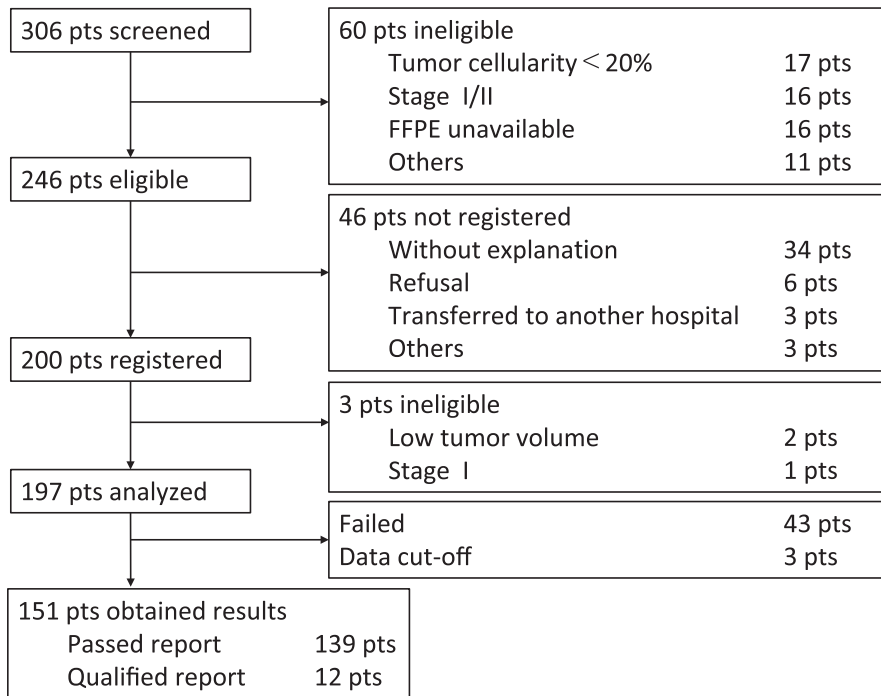 306 pts screened
60 pts ineligible
Tumor cellularity < 20% 17 pts
Stage I/II 16 pts
FFPE unavailable 16 pts
Others 11 pts
246 pts eligible
46 pts not registered
Without explanation 34 pts
Refusal 6 pts
Transferred to another hospital 3 pts
Others 3 pts
200 pts registered
3 pts ineligible
Low tumor volume 2 pts
Stage I 1 pts
197 pts analyzed
Failed 43 pts
Data cut-off 3 pts
151 pts obtained results
Passed report 139 pts
Qualified report 12 pts